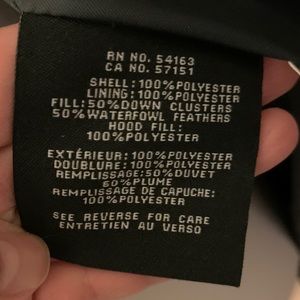 RN NO. 54163
CA NO. 57151
SHELL: 100% POLYESTER
LINING: 100% POLYESTER
FILL: 50% DOWN CLUSTERS
50% WATERFOWL FEATHERS
HOOD FILL:
100% POLYESTER
EXTÉRIEUR: 100% POLYESTER
DOUBLURE: 100% POLYESTER
REMPLISSAGE: 50% DUVET
60% PLUME
REMPLISSAGE DE CAPUCHE:
100% POLYESTER
SEE REVERSE FOR CARE
ENTRETIEN AU VERSO